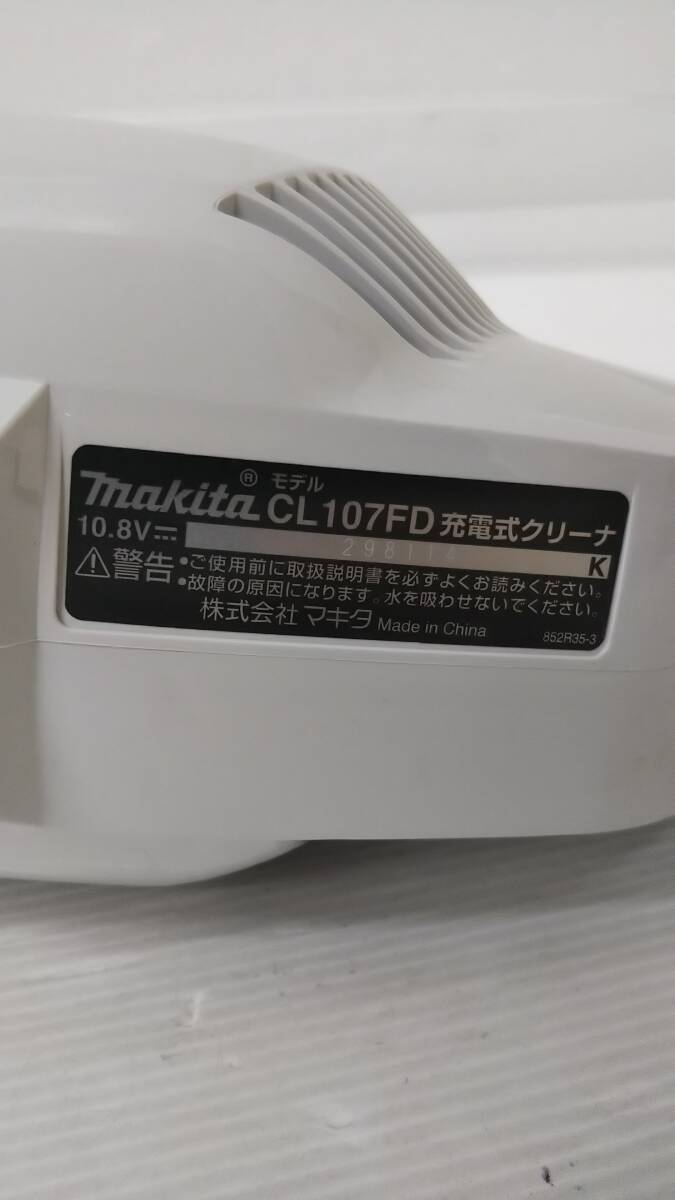 makita® モデル CL107FD 充電式クリーナ
10.8V⎓ 298114 K
⚠警告 •ご使用前に取扱説明書を必ずよくお読みください。
•故障の原因になります。水を吸わせないでください。
株式会社 マキタ Made in China 852R35-3